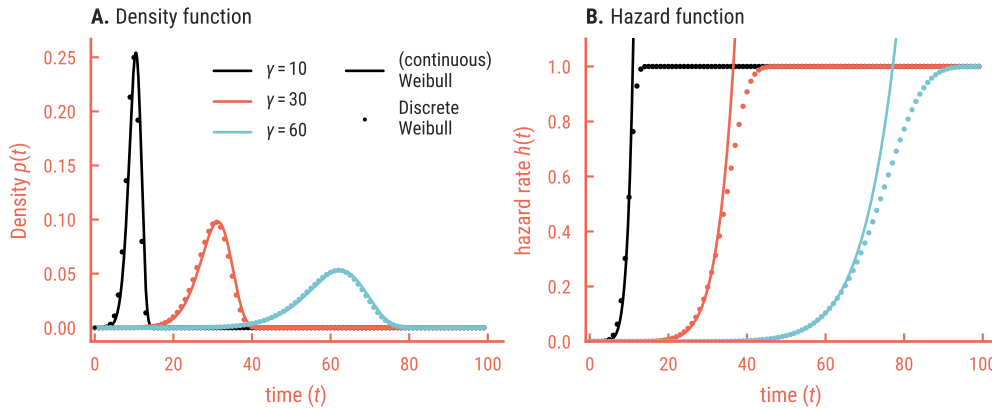 A. Density function
0.25
0.20
0.15
0.10
0.05
0.00
Density p(t)
0
20
40
60
80
100
time (t)
γ = 10
γ = 30
γ = 60
(continuous)
Weibull
Discrete
Weibull
B. Hazard function
1.0
0.8
0.6
0.4
0.2
0.0
hazard rate h(t)
0
20
40
60
80
100
time (t)